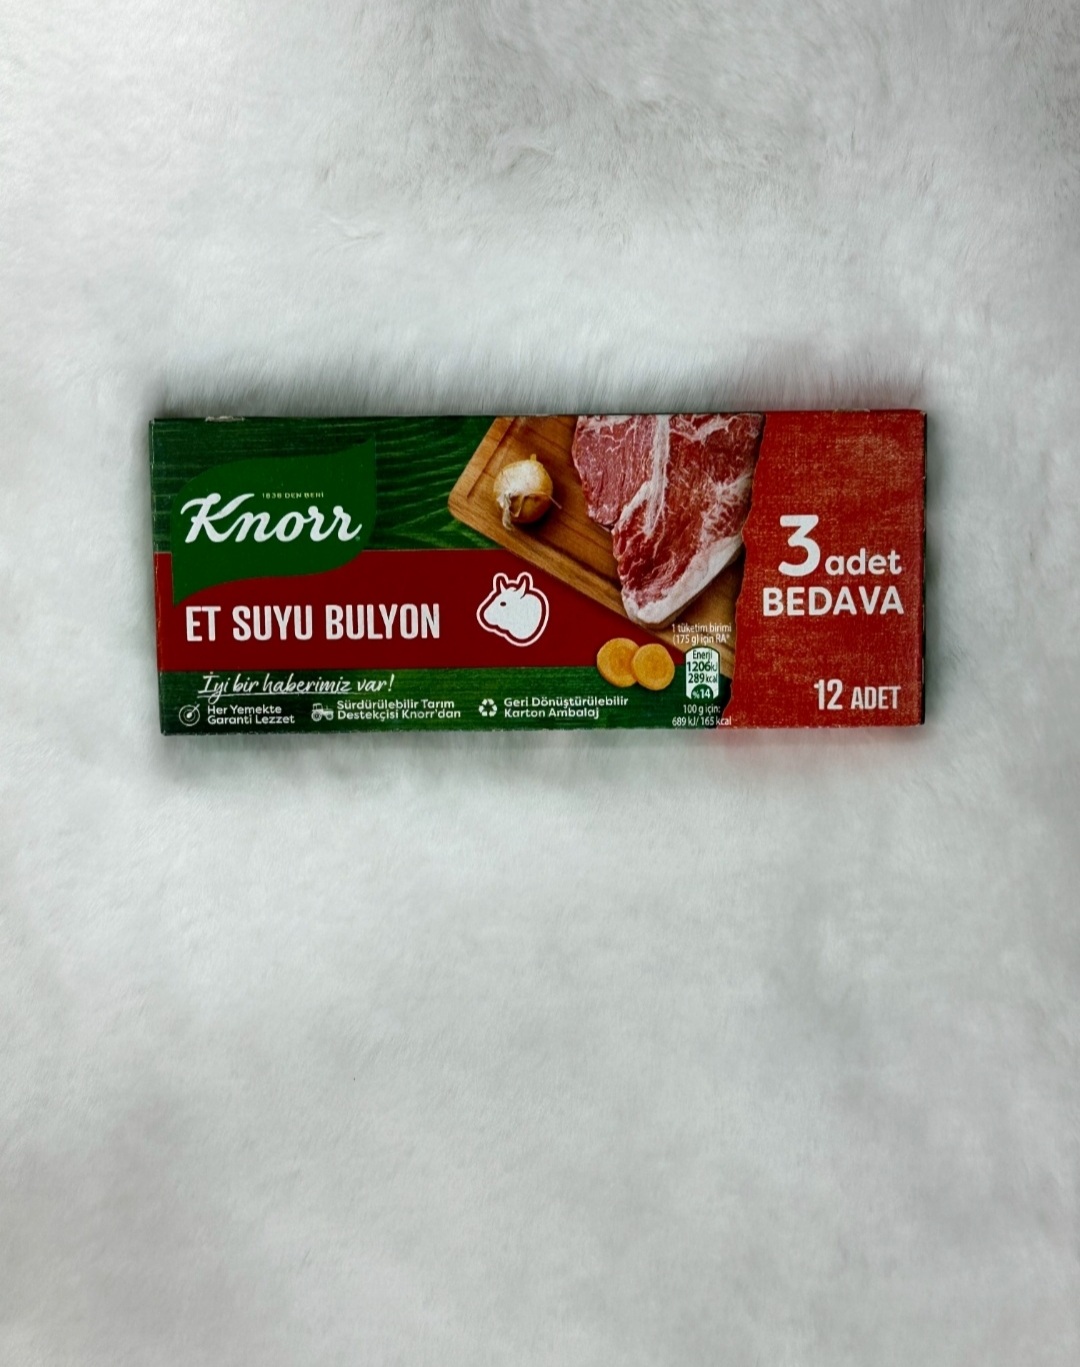 1838 DEN BERİ
Knorr
ET SUYU BULYON
İyi bir haberimiz var!
Her Yemekte
Garanti Lezzet
Sürdürülebilir Tarım
Destekçisi Knorr'dan
Geri Dönüştürülebilir
Karton Ambalaj
1 tüketim birimi
(175 g) için RA*
Enerji
1206kJ
289 kcal
%14
100 g için:
689 kJ/ 165 kcal
3 adet
BEDAVA
12 ADET